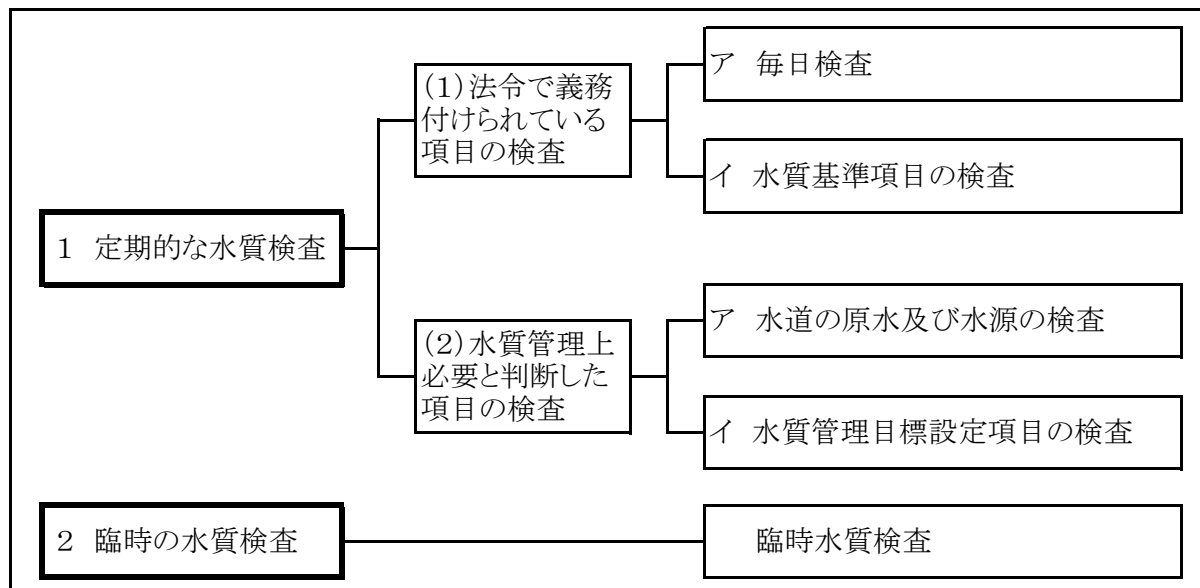 1 定期的な水質検査
(1)法令で義務
付けられている
項目の検査
ア 毎日検査
イ 水質基準項目の検査
(2)水質管理上
必要と判断した
項目の検査
ア 水道の原水及び水源の検査
イ 水質管理目標設定項目の検査
2 臨時の水質検査
臨時水質検査